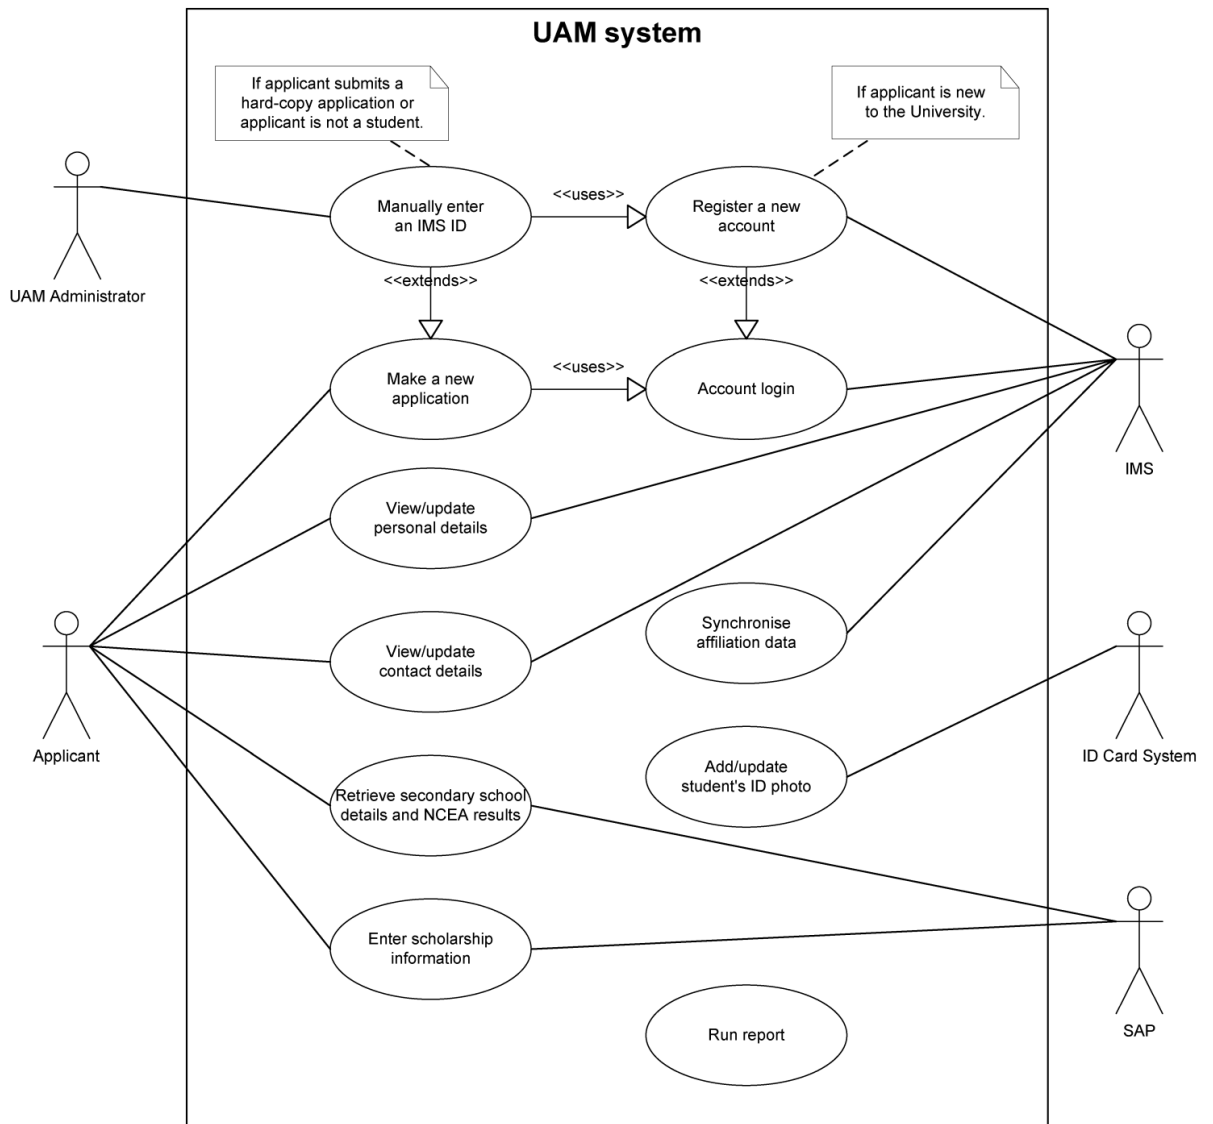 UAM system
If applicant submits a
hard-copy application or
applicant is not a student.
If applicant is new
to the University.
UAM Administrator
Manually enter
an IMS ID
<<uses>>
Register a new
account
<<extends>>
<<extends>>
Make a new
application
<<uses>>
Account login
IMS
View/update
personal details
Synchronise
affiliation data
View/update
contact details
Applicant
ID Card System
Add/update
student's ID photo
Retrieve secondary school
details and NCEA results
Enter scholarship
information
SAP
Run report